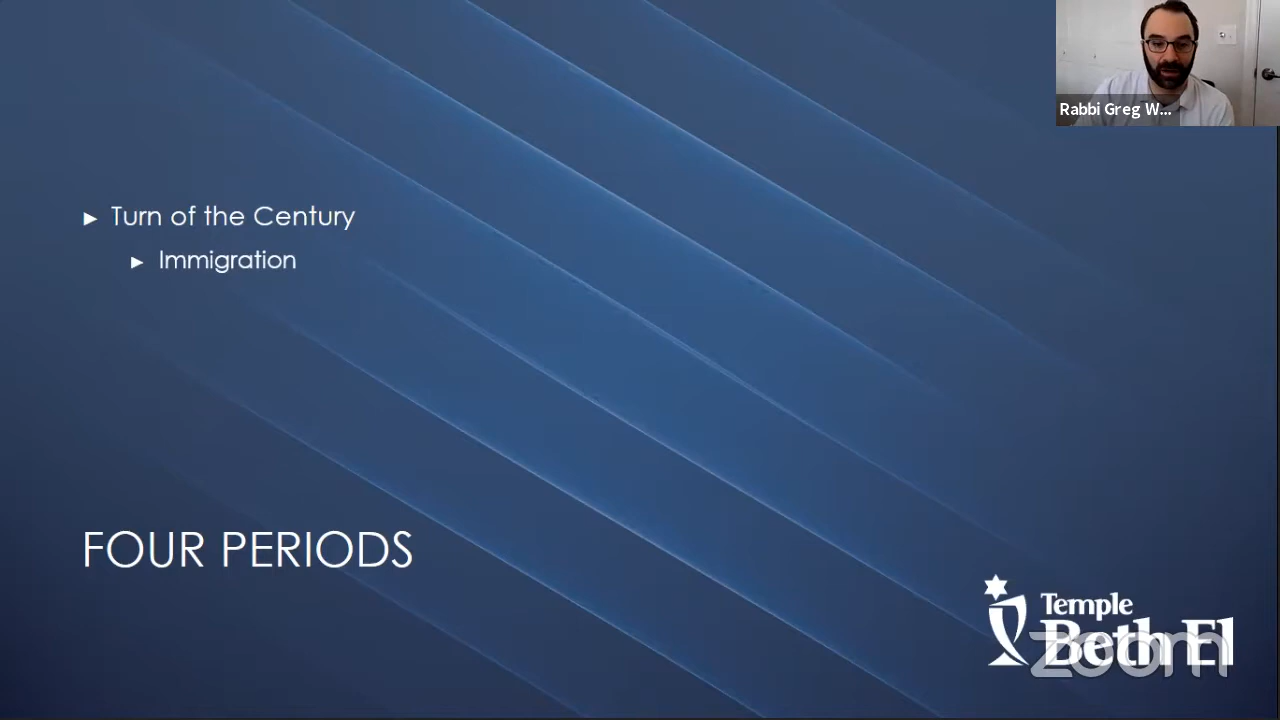 Rabbi Greg W...
Turn of the Century
Immigration
FOUR PERIODS
Temple
Beth El
zoom